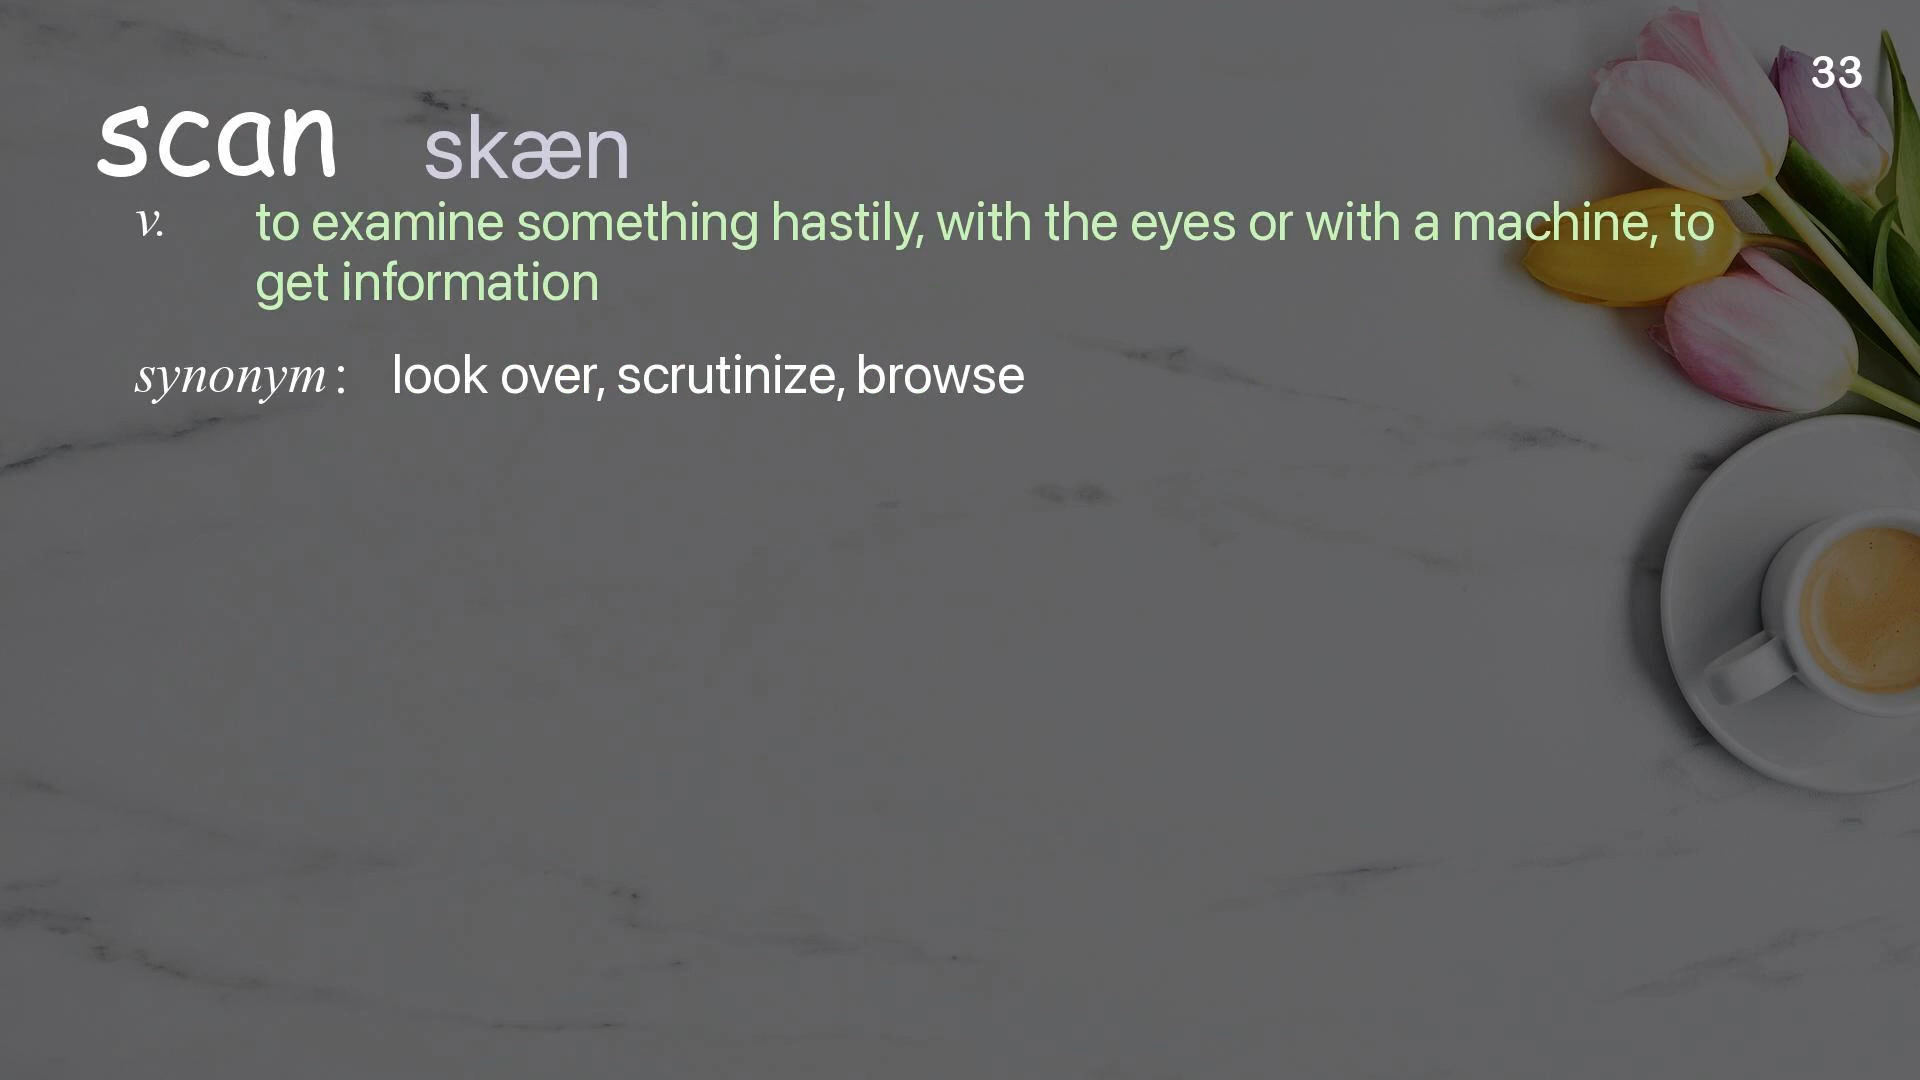 33
scan skæn
v. to examine something hastily, with the eyes or with a machine, to
get information
synonym : look over, scrutinize, browse